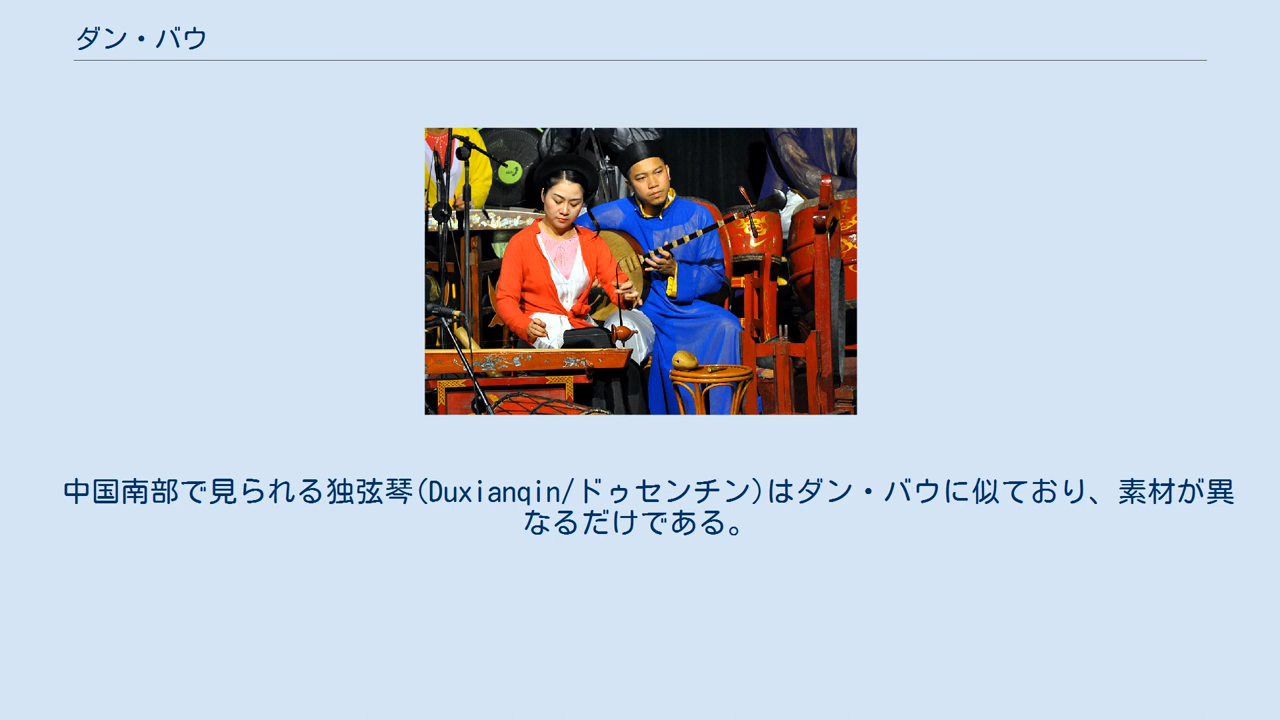 ダン・バウ
中国南部で見られる独弦琴(Duxianqin/ドゥセンチン)はダン・バウに似ており、素材が異
なるだけである。